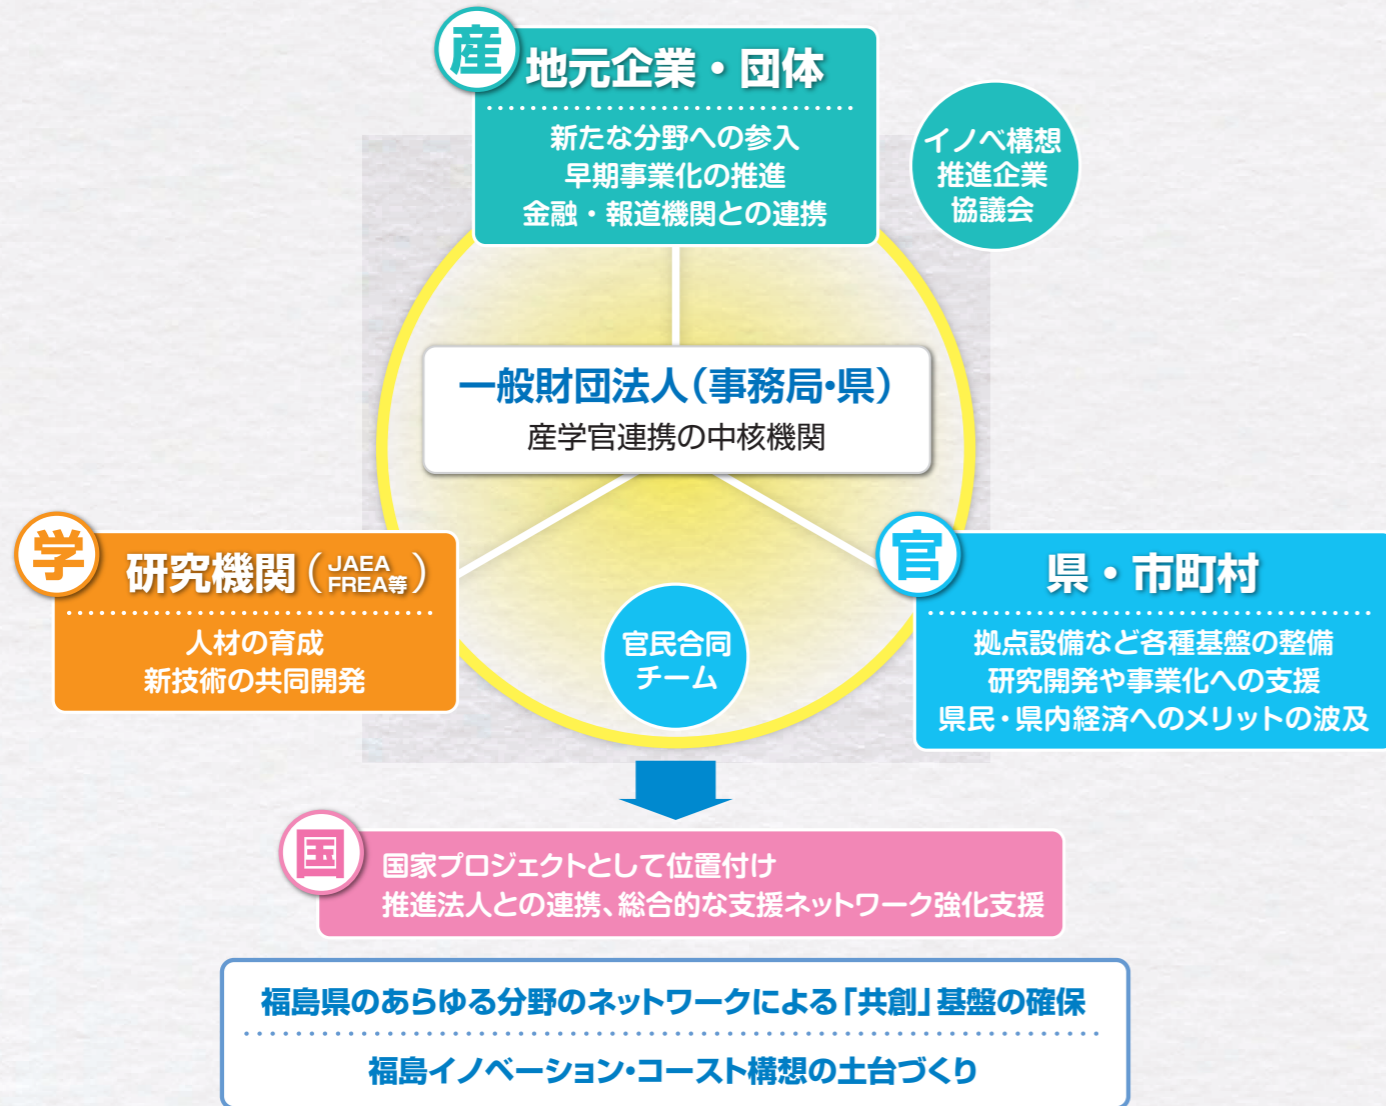 産
地元企業・団体
新たな分野への参入
早期事業化の推進
金融・報道機関との連携
イノベ構想
推進企業
協議会
一般財団法人(事務局・県)
産学官連携の中核機関
学
研究機関(JAEA FREA等)
人材の育成
新技術の共同開発
官民合同
チーム
官
県・市町村
拠点設備など各種基盤の整備
研究開発や事業化への支援
県民・県内経済へのメリットの波及
国
国家プロジェクトとして位置付け
推進法人との連携、総合的な支援ネットワーク強化支援
福島県のあらゆる分野のネットワークによる「共創」基盤の確保
福島イノベーション・コースト構想の土台づくり